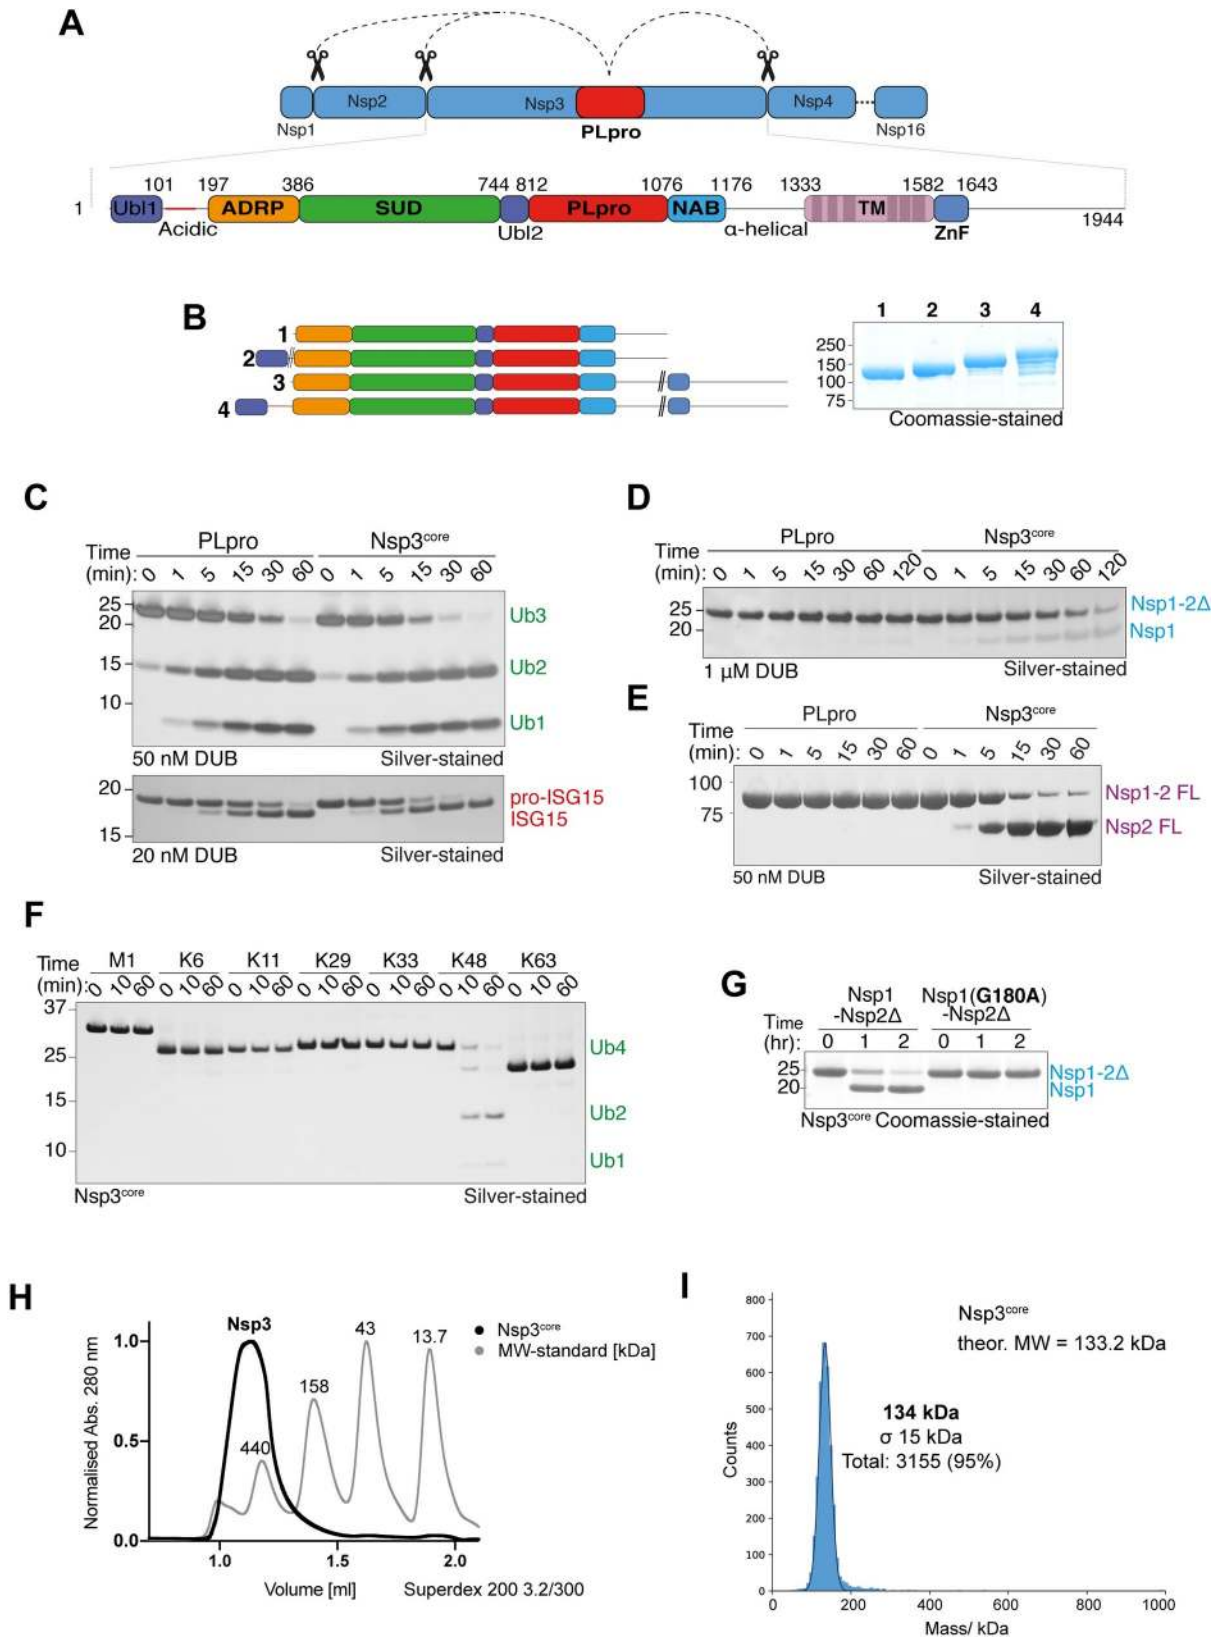 A
Nsp1
Nsp2
Nsp3
PLpro
Nsp4
Nsp16
1
101
197
386
744
812
1076
1176
1333
1582
1643
1944
Ubl1
Acidic
ADRP
SUD
Ubl2
PLpro
NAB
α-helical
TM
ZnF
B
1
2
3
4
1 2 3 4
250
150
100
75
Coomassie-stained
C
PLpro Nsp3core
Time
(min): 0 1 5 15 30 60 0 1 5 15 30 60
25
20
15
10
Ub3
Ub2
Ub1
50 nM DUB Silver-stained
20
15
pro-ISG15
ISG15
20 nM DUB Silver-stained
D
PLpro Nsp3core
Time
(min): 0 1 5 15 30 60 120 0 1 5 15 30 60 120
25
20
Nsp1-2Δ
Nsp1
1 µM DUB Silver-stained
E
PLpro Nsp3core
Time
(min): 0 1 5 15 30 60 0 1 5 15 30 60
100
75
Nsp1-2 FL
Nsp2 FL
50 nM DUB Silver-stained
F
M1 K6 K11 K29 K33 K48 K63
Time
(min): 0 10 60 0 10 60 0 10 60 0 10 60 0 10 60 0 10 60 0 10 60
37
25
15
10
Ub4
Ub2
Ub1
Nsp3core Silver-stained
G
Nsp1 Nsp1(G180A)
-Nsp2Δ -Nsp2Δ
Time
(hr): 0 1 2 0 1 2
25
20
Nsp1-2Δ
Nsp1
Nsp3core Coomassie-stained
H
Nsp3
440
158
43
13.7
Nsp3core
MW-standard [kDa]
Normalised Abs. 280 nm
1.0
0.5
0.0
1.0 1.5 2.0
Volume [ml] Superdex 200 3.2/300
I
Nsp3core
theor. MW = 133.2 kDa
134 kDa
σ 15 kDa
Total: 3155 (95%)
Counts
800
700
600
500
400
300
200
100
0
0 200 400 600 800 1000
Mass/ kDa